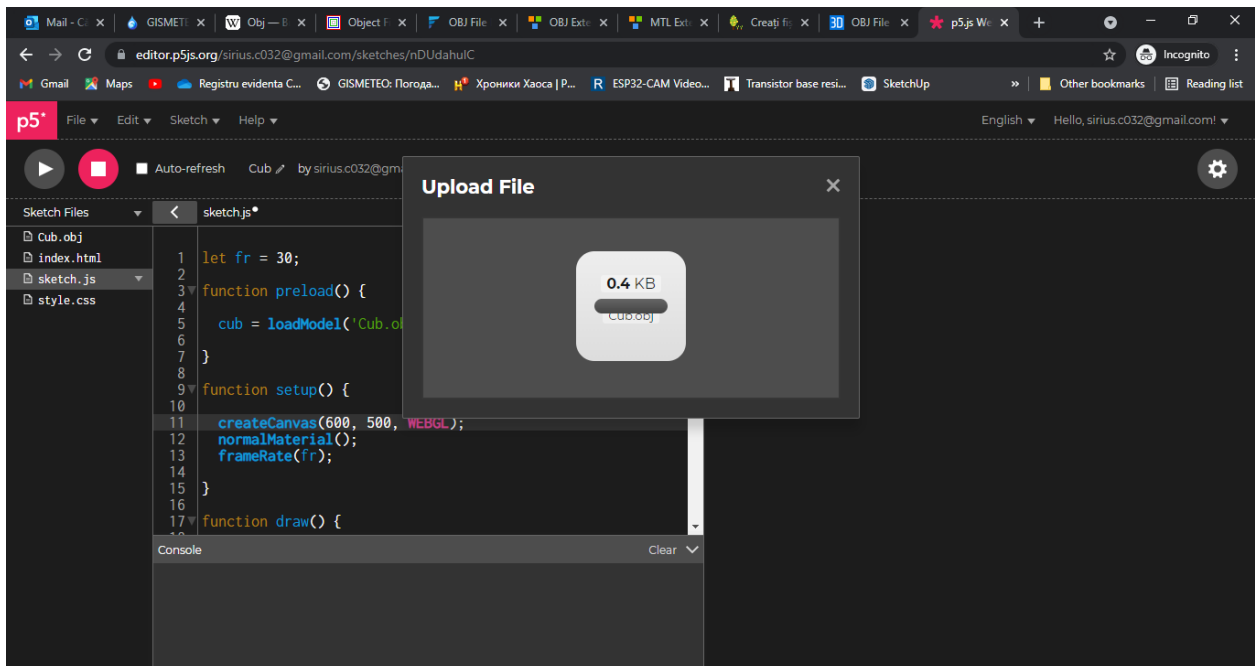 Mail - C
GISMETE
Obj — B
Object F
OBJ File
OBJ Exte
MTL Exte
Creați fiș
OBJ File
p5.js We
editor.p5js.org/sirius.c032@gmail.com/sketches/nDUdahulC
Incognito
Gmail
Maps
Registru evidenta C...
GISMETEO: Погода...
Хроники Хаоса | Р...
ESP32-CAM Video...
Transistor base resi...
SketchUp
»
Other bookmarks
Reading list
p5*
File
Edit
Sketch
Help
English
Hello, sirius.c032@gmail.com!
Auto-refresh
Cub
by sirius.c032@gm
Upload File
0.4 KB
Cub.obj
Sketch Files
sketch.js
Cub.obj
index.html
sketch.js
style.css
1 let fr = 30;
2
3 function preload() {
4
5 cub = loadModel('Cub.ob
6
7 }
8
9 function setup() {
10
11 createCanvas(600, 500, WEBGL);
12 normalMaterial();
13 frameRate(fr);
14
15 }
16
17 function draw() {
Console
Clear